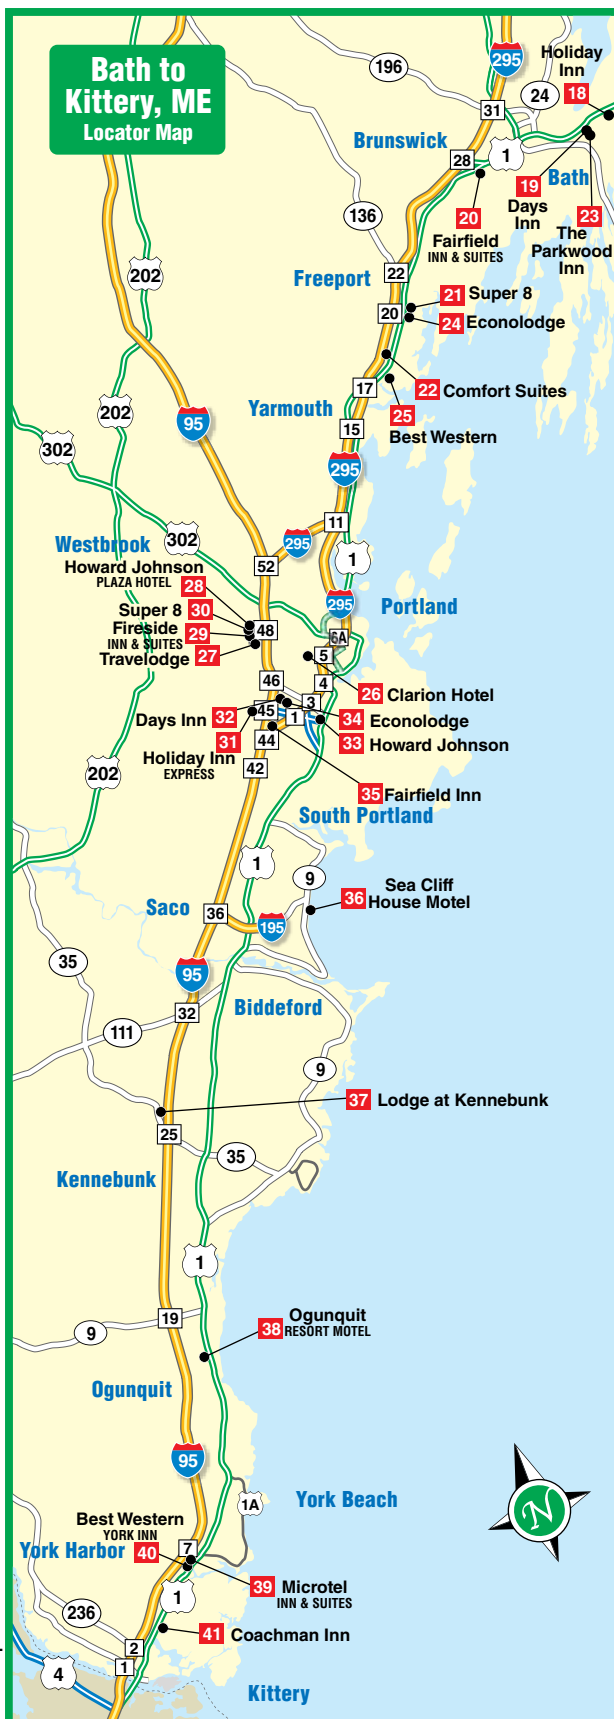 Bath to
Kittery, ME
Locator Map
295
Holiday
Inn
18
196
24
31
Brunswick
28
1
19
Bath
Days
Inn
23
The
Parkwood
Inn
20
Fairfield
INN & SUITES
136
22
Freeport
202
21 Super 8
20
24 Econolodge
22 Comfort Suites
17
25
Best Western
202
Yarmouth
95
15
302
295
11
302
295
Westbrook
52
1
Howard Johnson
PLAZA HOTEL
28
295
Portland
Super 8 30
48
6A
Fireside 29
INN & SUITES
Travelodge 27
5
46
4
26 Clarion Hotel
3
Days Inn 32
45
1
34 Econolodge
31
44
33 Howard Johnson
Holiday Inn
EXPRESS
42
202
35 Fairfield Inn
South Portland
1
9
Sea Cliff
36 House Motel
Saco
36
195
35
95
32
Biddeford
111
9
37 Lodge at Kennebunk
25
35
Kennebunk
1
19
Ogunquit
38 RESORT MOTEL
9
Ogunquit
95
1A
York Beach
N
Best Western
YORK INN
York Harbor 40
7
39 Microtel
INN & SUITES
1
236
41 Coachman Inn
2
1
4
Kittery